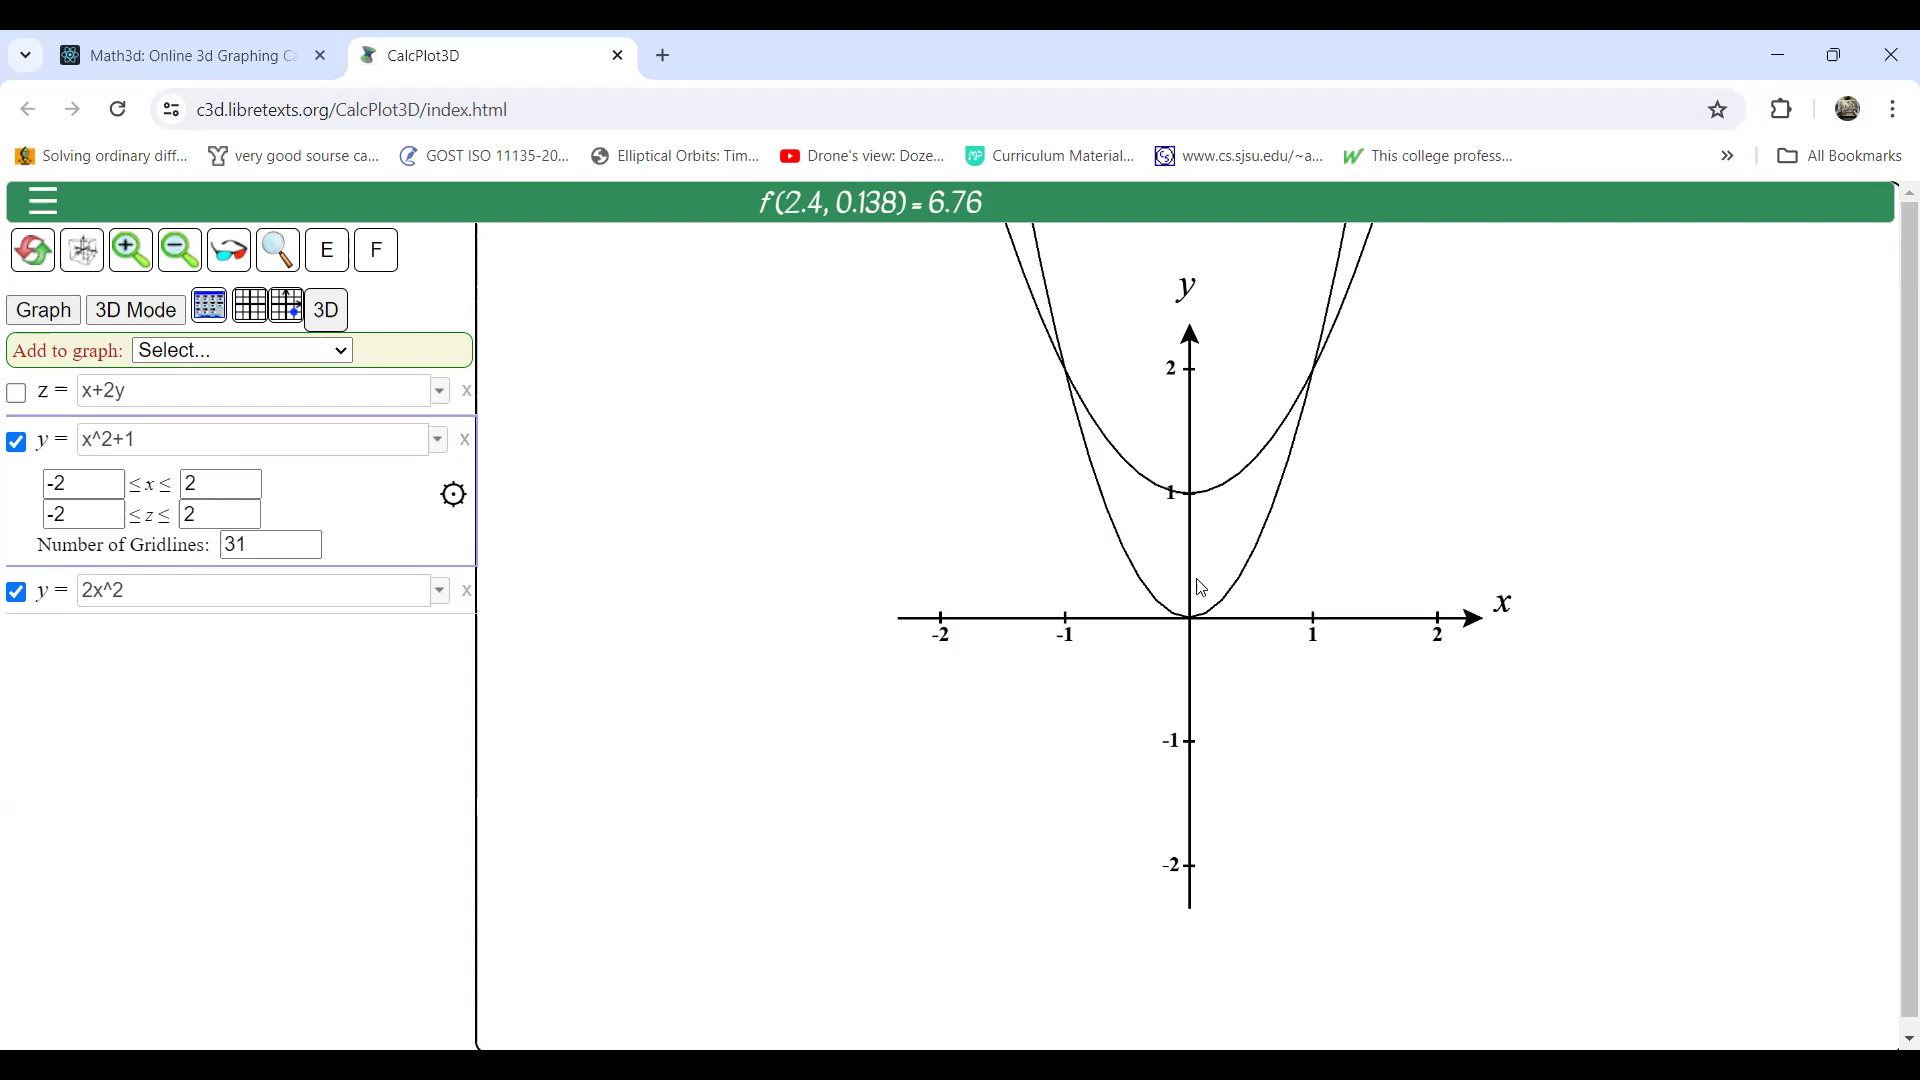 Math3d: Online 3d Graphing Ca
CalcPlot3D
c3d.libretexts.org/CalcPlot3D/index.html
Solving ordinary diff...
very good sourse ca...
GOST ISO 11135-20...
Elliptical Orbits: Tim...
Drone's view: Doze...
Curriculum Material...
www.cs.sjsu.edu/~a...
This college profess...
»
All Bookmarks
f(2.4, 0.138) = 6.76
E F
Graph 3D Mode 3D
Add to graph: Select...
z = x+2y x
y = x^2+1 x
-2 ≤ x ≤ 2
-2 ≤ z ≤ 2
Number of Gridlines: 31
y = 2x^2 x
y
2
1
x
-2 -1 1 2
-1
-2